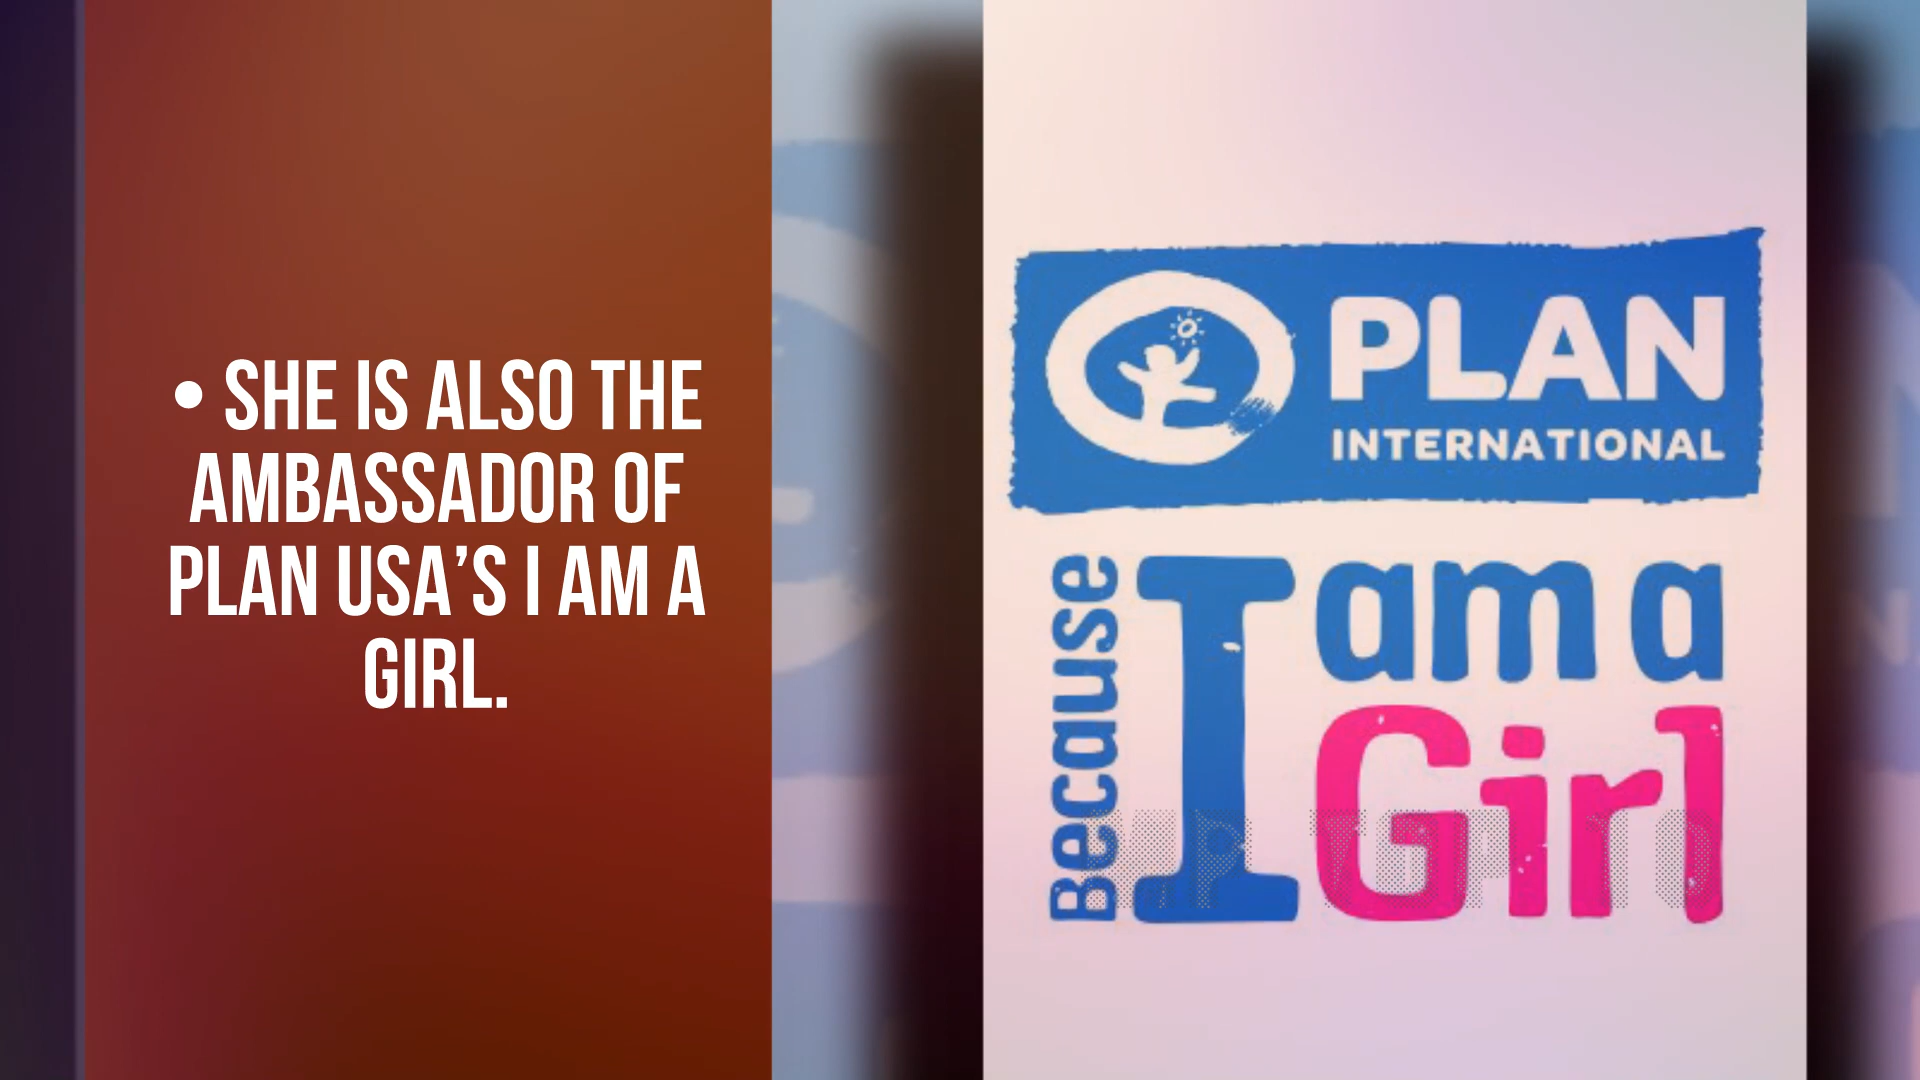 • SHE IS ALSO THE
AMBASSADOR OF
PLAN USA’S I AM A
GIRL.
PLAN
INTERNATIONAL
Because
I am a
Girl